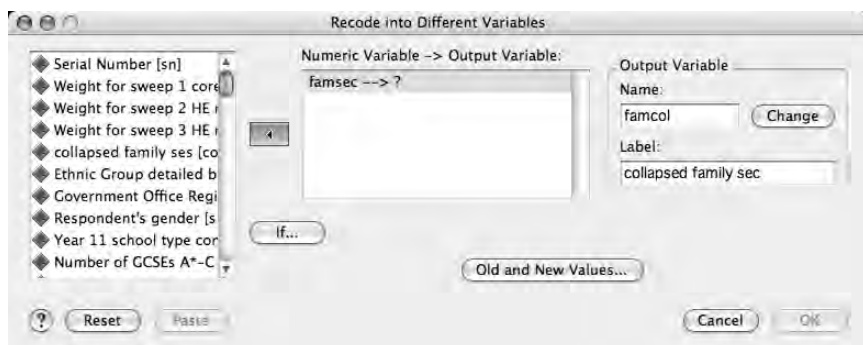 Recode into Different Variables
Serial Number [sn]
Weight for sweep 1 core
Weight for sweep 2 HE r
Weight for sweep 3 HE r
collapsed family ses [co
Ethnic Group detailed b
Government Office Regi
Respondent's gender [s
Year 11 school type cor
Number of GCSEs A*-C
Numeric Variable -> Output Variable:
famsec --> ?
If...
Old and New Values...
Output Variable
Name:
famcol
Change
Label:
collapsed family sec
?
Reset
Paste
Cancel
OK